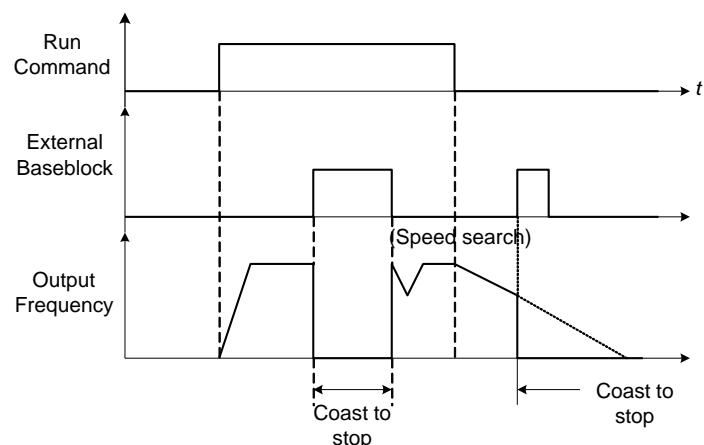 Run
Command
t
External
Baseblock
(Speed search)
Output
Frequency
Coast to
stop
Coast to
stop